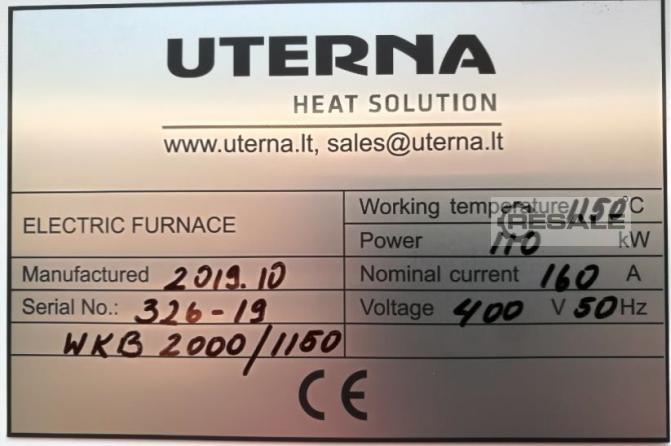 UTERNA
HEAT SOLUTION
www.uterna.lt, sales@uterna.lt
ELECTRIC FURNACE
Working temperature 1150 °C
Power 110 kW
RESALE
Manufactured 2019.10
Nominal current 160 A
Serial No.: 326-19
Voltage 400 V 50 Hz
WKB 2000/1150
CE